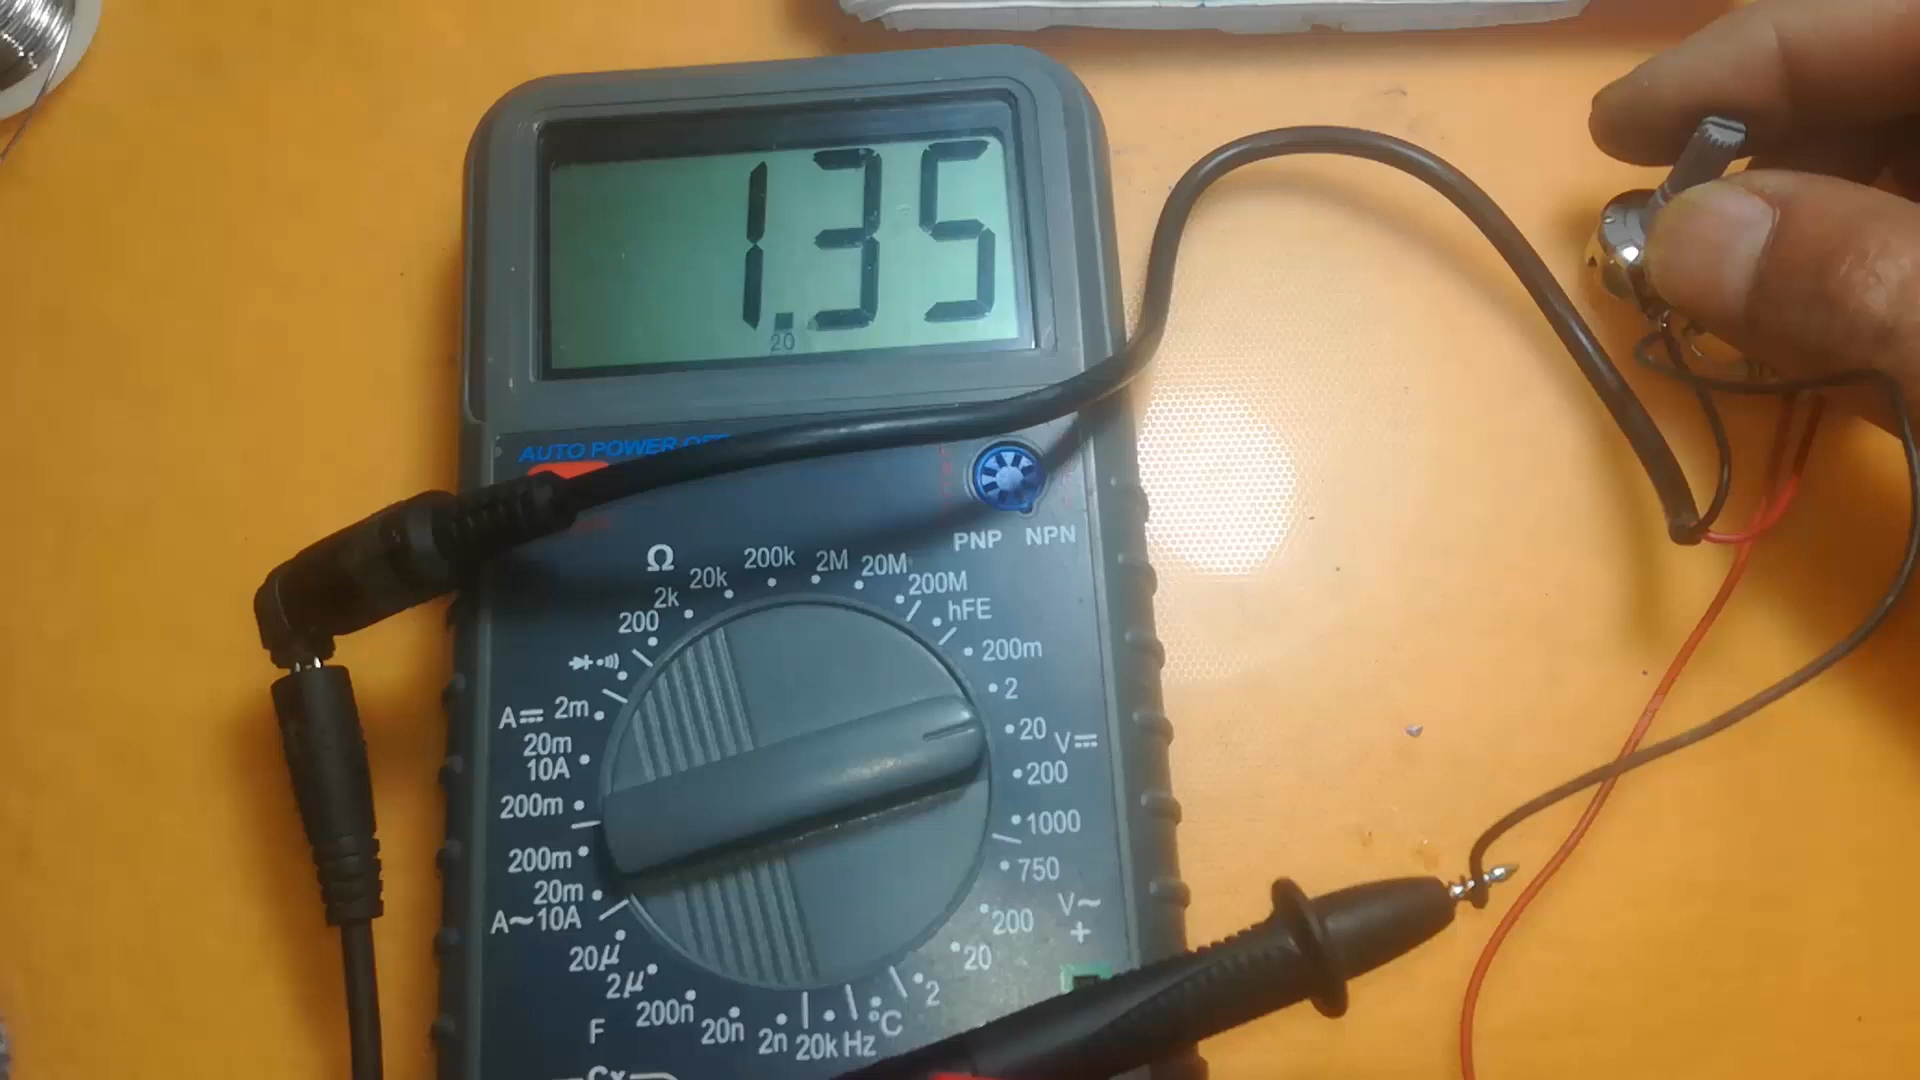 1.35
20
AUTO POWER OFF
PNP NPN
Ω
200 2k 20k 200k 2M 20M 200M
hFE
200m
2
20
V⎓
200
1000
750
V~
+
200
20
2
°C
20k Hz
2n
20n
200n
2µ
20µ
F
Cx
A~10A
20m
200m
200m
10A
20m
A⎓ 2m